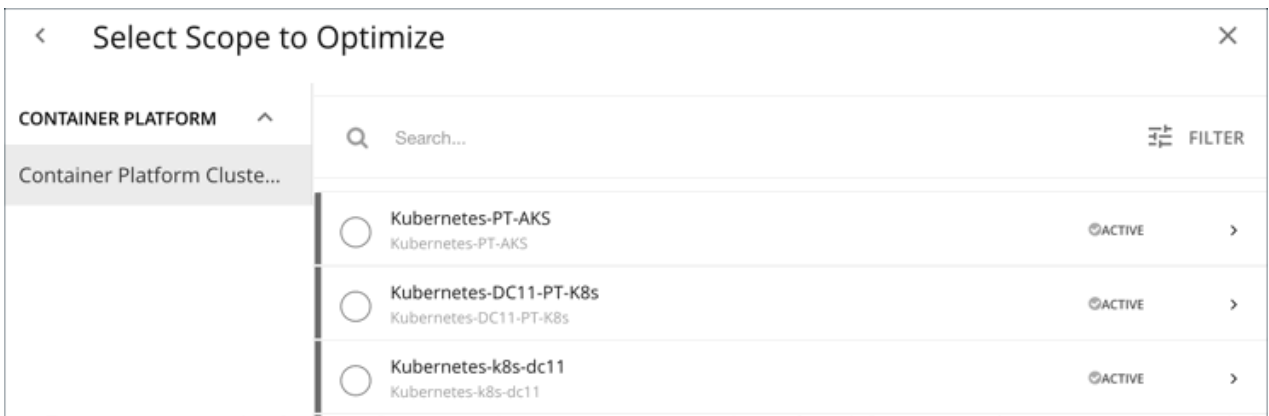 Select Scope to Optimize
CONTAINER PLATFORM
Container Platform Cluste...
Search...
FILTER
Kubernetes-PT-AKS
Kubernetes-PT-AKS
ACTIVE
Kubernetes-DC11-PT-K8s
Kubernetes-DC11-PT-K8s
ACTIVE
Kubernetes-k8s-dc11
Kubernetes-k8s-dc11
ACTIVE